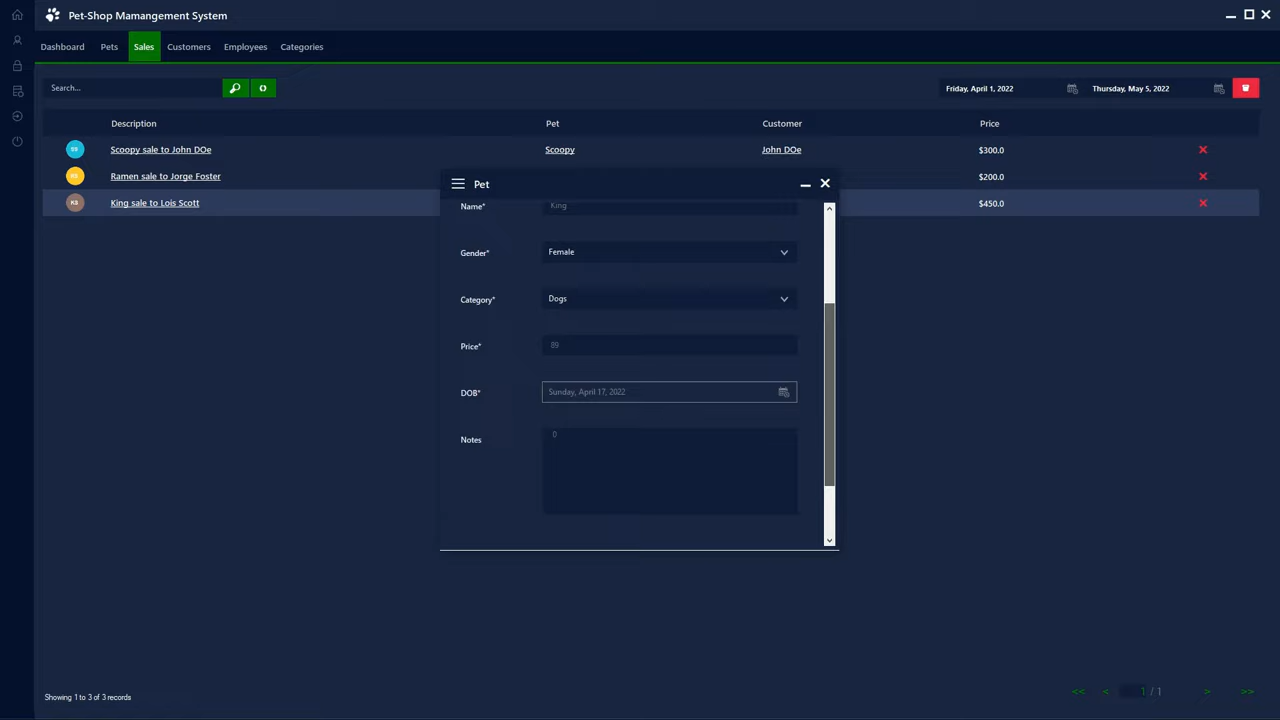 Pet-Shop Mamangement System
Dashboard Pets Sales Customers Employees Categories
Search... Friday, April 1, 2022 Thursday, May 5, 2022
Description Pet Customer Price
Scoopy sale to John DOe Scoopy John DOe $300.0
RS Ramen sale to Jorge Foster $200.0
KS King sale to Lois Scott $450.0
Pet
Name* King
Gender* Female
Category* Dogs
Price* 89
DOB* Sunday, April 17, 2022
Notes 0
Showing 1 to 3 of 3 records << < 1 / 1 > >>